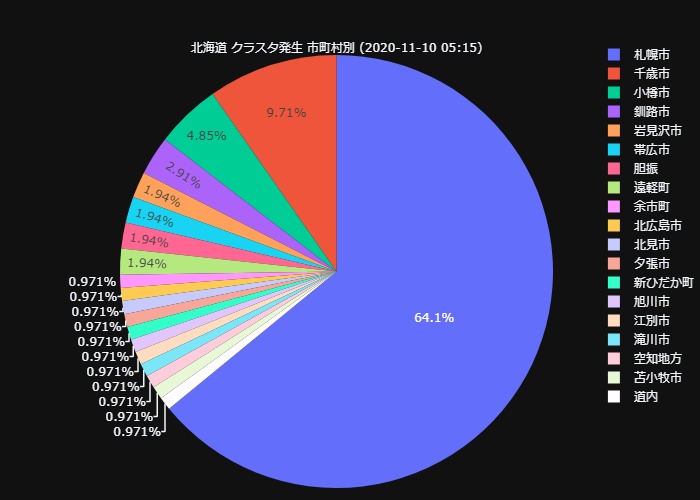 北海道 クラスタ発生 市町村別 (2020-11-10 05:15)
札幌市
千歳市
小樽市
釧路市
岩見沢市
帯広市
胆振
遠軽町
余市町
北広島市
北見市
夕張市
新ひだか町
旭川市
江別市
滝川市
空知地方
苫小牧市
道内
9.71%
4.85%
2.91%
1.94%
1.94%
1.94%
1.94%
0.971%
0.971%
0.971%
0.971%
0.971%
0.971%
0.971%
0.971%
0.971%
0.971%
0.971%
64.1%